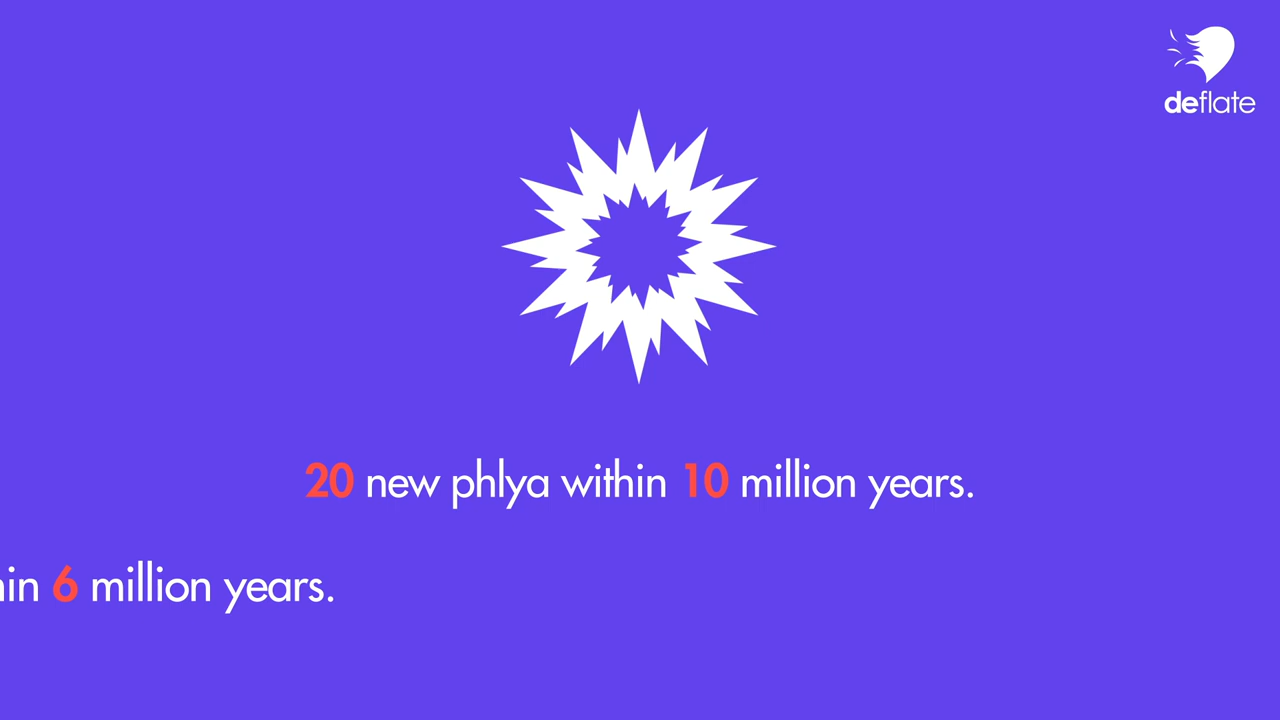 deflate
20 new phlya within 10 million years.
6 million years.